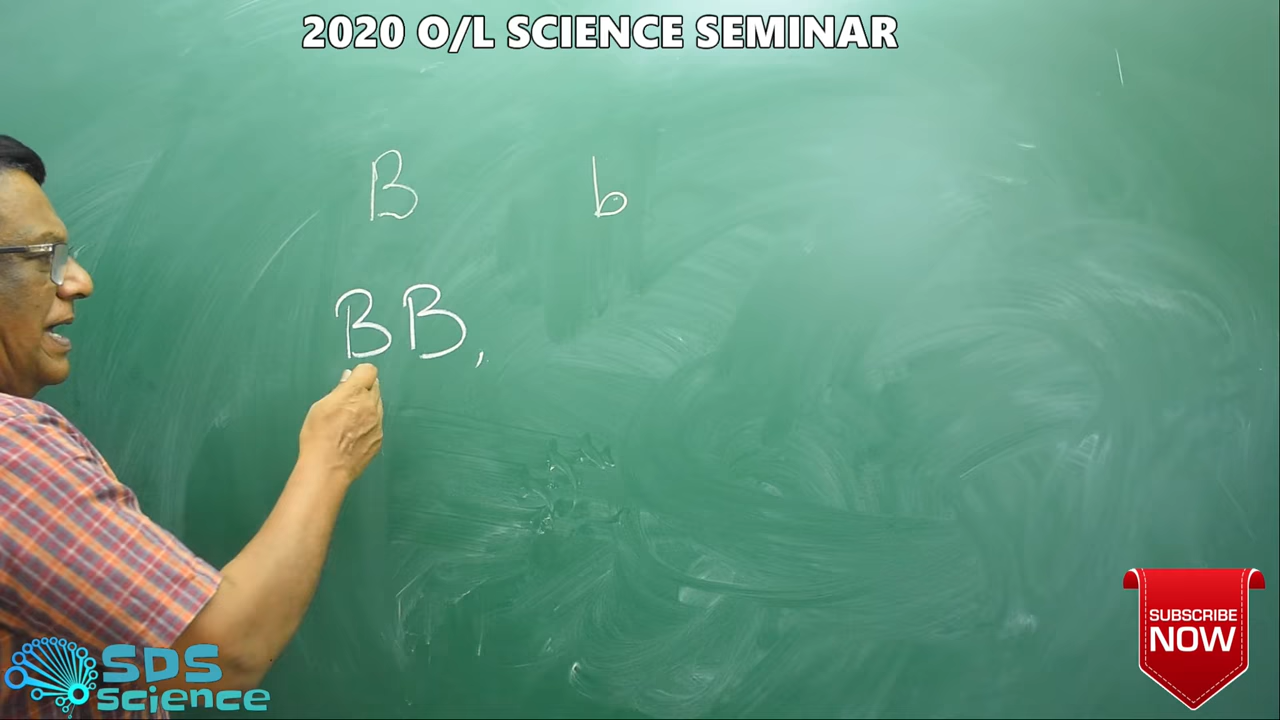 2020 O/L SCIENCE SEMINAR
B b
BB,
SUBSCRIBE
NOW
SDS
science